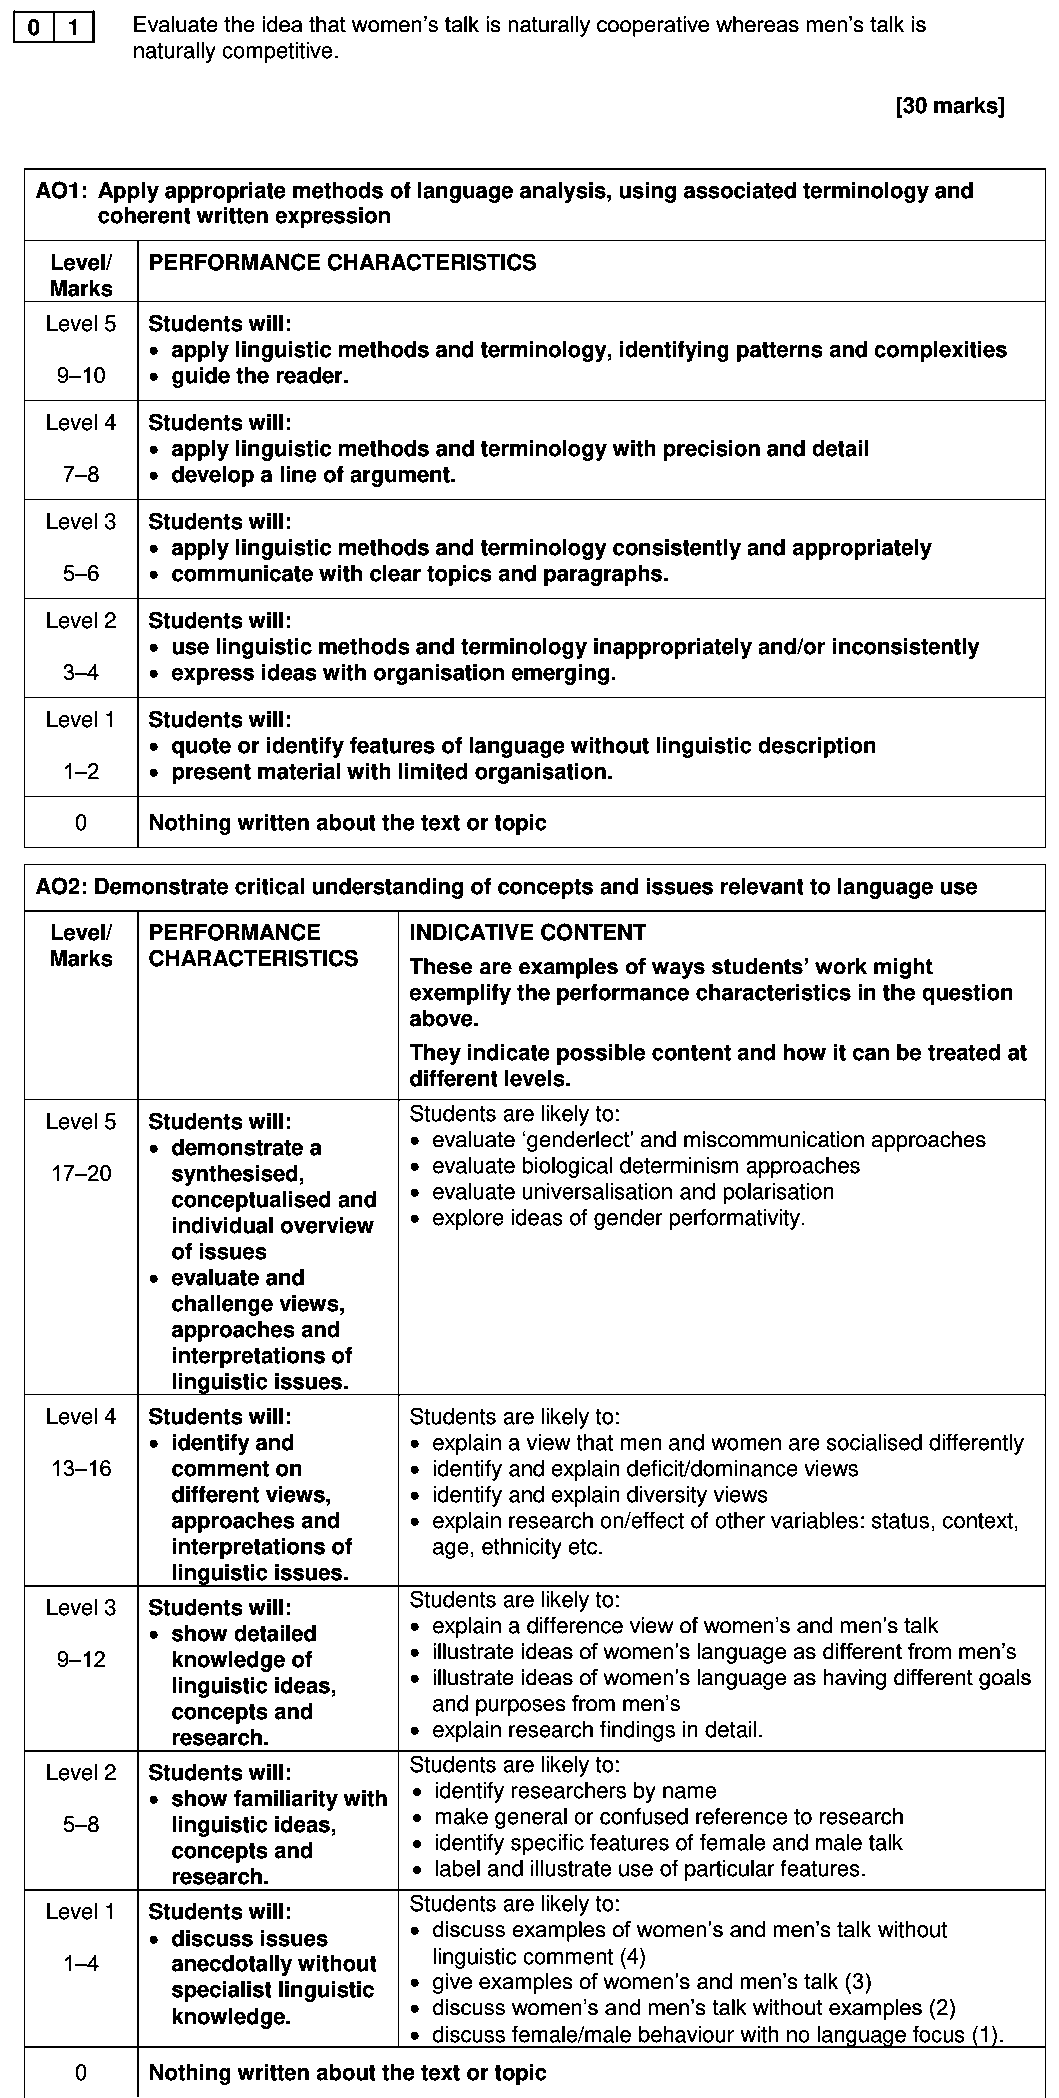 0 1 Evaluate the idea that women's talk is naturally cooperative whereas men's talk is
naturally competitive.
[30 marks]
AO1: Apply appropriate methods of language analysis, using associated terminology and
coherent written expression
Level/
Marks
PERFORMANCE CHARACTERISTICS
Level 5
9–10
Students will:
• apply linguistic methods and terminology, identifying patterns and complexities
• guide the reader.
Level 4
7–8
Students will:
• apply linguistic methods and terminology with precision and detail
• develop a line of argument.
Level 3
5–6
Students will:
• apply linguistic methods and terminology consistently and appropriately
• communicate with clear topics and paragraphs.
Level 2
3–4
Students will:
• use linguistic methods and terminology inappropriately and/or inconsistently
• express ideas with organisation emerging.
Level 1
1–2
Students will:
• quote or identify features of language without linguistic description
• present material with limited organisation.
0
Nothing written about the text or topic
AO2: Demonstrate critical understanding of concepts and issues relevant to language use
Level/
Marks
PERFORMANCE
CHARACTERISTICS
INDICATIVE CONTENT
These are examples of ways students' work might
exemplify the performance characteristics in the question
above.
They indicate possible content and how it can be treated at
different levels.
Level 5
17–20
Students will:
• demonstrate a
synthesised,
conceptualised and
individual overview
of issues
• evaluate and
challenge views,
approaches and
interpretations of
linguistic issues.
Students are likely to:
• evaluate 'genderlect' and miscommunication approaches
• evaluate biological determinism approaches
• evaluate universalisation and polarisation
• explore ideas of gender performativity.
Level 4
13–16
Students will:
• identify and
comment on
different views,
approaches and
interpretations of
linguistic issues.
Students are likely to:
• explain a view that men and women are socialised differently
• identify and explain deficit/dominance views
• identify and explain diversity views
• explain research on/effect of other variables: status, context,
age, ethnicity etc.
Level 3
9–12
Students will:
• show detailed
knowledge of
linguistic ideas,
concepts and
research.
Students are likely to:
• explain a difference view of women's and men's talk
• illustrate ideas of women's language as different from men's
• illustrate ideas of women's language as having different goals
and purposes from men's
• explain research findings in detail.
Level 2
5–8
Students will:
• show familiarity with
linguistic ideas,
concepts and
research.
Students are likely to:
• identify researchers by name
• make general or confused reference to research
• identify specific features of female and male talk
• label and illustrate use of particular features.
Level 1
1–4
Students will:
• discuss issues
anecdotally without
specialist linguistic
knowledge.
Students are likely to:
• discuss examples of women's and men's talk without
linguistic comment (4)
• give examples of women's and men's talk (3)
• discuss women's and men's talk without examples (2)
• discuss female/male behaviour with no language focus (1).
0
Nothing written about the text or topic